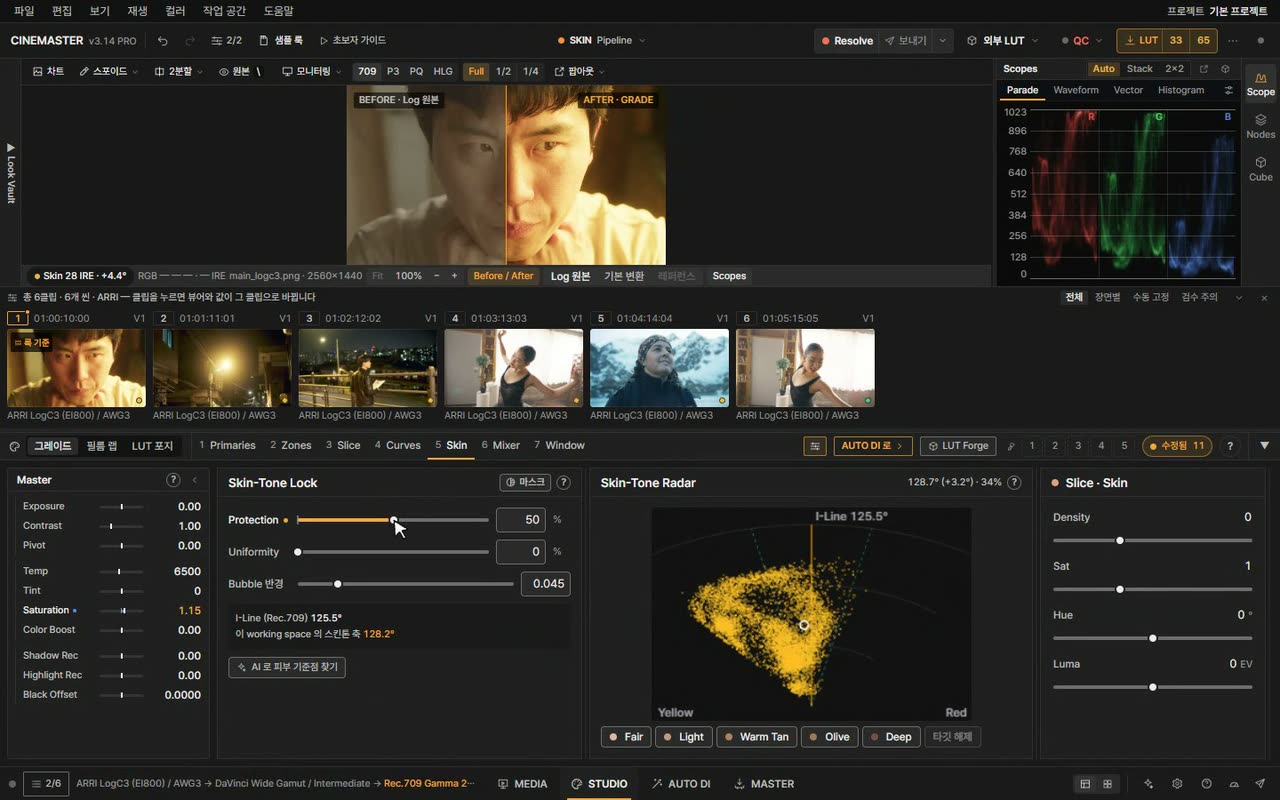 파일 편집 보기 재생 컬러 작업 공간 도움말 프로젝트 기본 프로젝트
CINEMASTER v3.14 PRO 2/2 샘플 룩 초보자 가이드 SKIN Pipeline Resolve 보내기 외부 LUT QC LUT 33 65
차트 스포이드 2분할 원본 모니터링 709 P3 PQ HLG Full 1/2 1/4 팝아웃
Scopes Auto Stack 2×2
Parade Waveform Vector Histogram
Scope
Nodes
Cube
Look Vault
BEFORE · Log 원본 AFTER · GRADE
R G B
1023
896
768
640
512
384
256
128
0
Skin 28 IRE · +4.4° RGB — — — · — IRE main_logc3.png · 2560×1440 Fit 100% − + Before / After Log 원본 기본 변환 레퍼런스 Scopes
총 6클립 · 6개 씬 · ARRI — 클립을 누르면 뷰어와 값이 그 클립으로 바뀝니다 전체 장면별 수동 고정 검수 주의
1 01:00:10:00 V1 2 01:01:11:01 V1 3 01:02:12:02 V1 4 01:03:13:03 V1 5 01:04:14:04 V1 6 01:05:15:05 V1
룩 기준
ARRI LogC3 (EI800) / AWG3 ARRI LogC3 (EI800) / AWG3 ARRI LogC3 (EI800) / AWG3 ARRI LogC3 (EI800) / AWG3 ARRI LogC3 (EI800) / AWG3 ARRI LogC3 (EI800) / AWG3
그레이드 필름 랩 LUT 포지 1 Primaries 2 Zones 3 Slice 4 Curves 5 Skin 6 Mixer 7 Window AUTO DI 로 LUT Forge 1 2 3 4 5 수정됨 11 ?
Master ?
Exposure 0.00
Contrast 1.00
Pivot 0.00
Temp 6500
Tint 0
Saturation 1.15
Color Boost 0.00
Shadow Rec 0.00
Highlight Rec 0.00
Black Offset 0.0000
Skin-Tone Lock 마스크 ?
Protection 50 %
Uniformity 0 %
Bubble 반경 0.045
I-Line (Rec.709) 125.5°
이 working space 의 스킨톤 축 128.2°
AI 로 피부 기준점 찾기
Skin-Tone Radar 128.7° (+3.2°) · 34% ?
I-Line 125.5°
Yellow Red
Fair Light Warm Tan Olive Deep 타깃 해제
Slice · Skin
Density 0
Sat 1
Hue 0 °
Luma 0 EV
2/6 ARRI LogC3 (EI800) / AWG3 → DaVinci Wide Gamut / Intermediate → Rec.709 Gamma 2··· MEDIA STUDIO AUTO DI MASTER